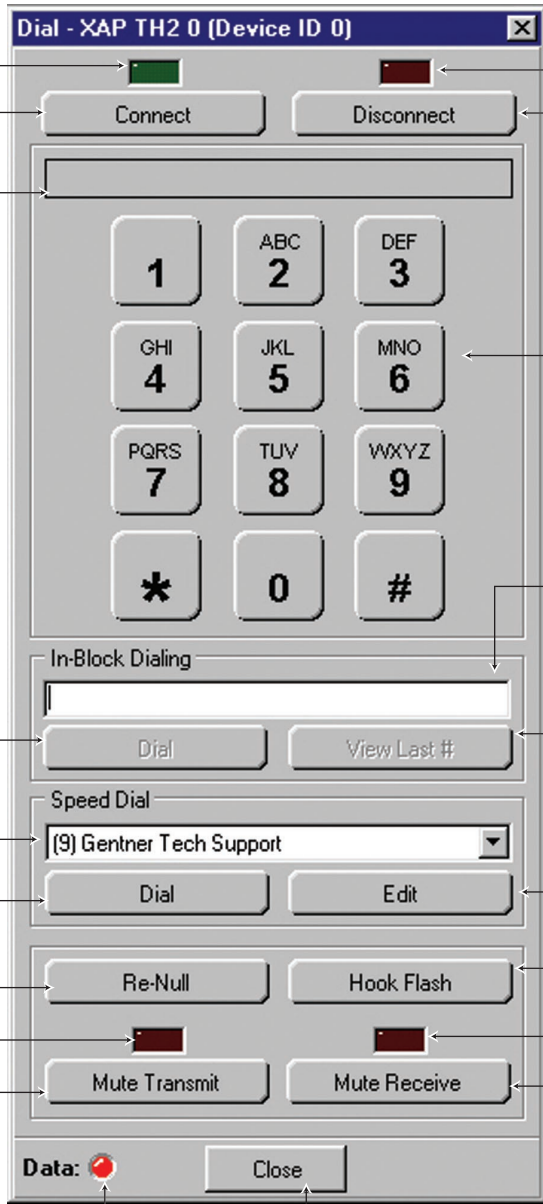 Dial - XAP TH2 0 (Device ID 0)
Connect
Disconnect
1
ABC
2
DEF
3
GHI
4
JKL
5
MNO
6
PQRS
7
TUV
8
WXYZ
9
*
0
#
In-Block Dialing
Dial
View Last #
Speed Dial
(9) Gentner Tech Support
Dial
Edit
Re-Null
Hook Flash
Mute Transmit
Mute Receive
Data:
Close